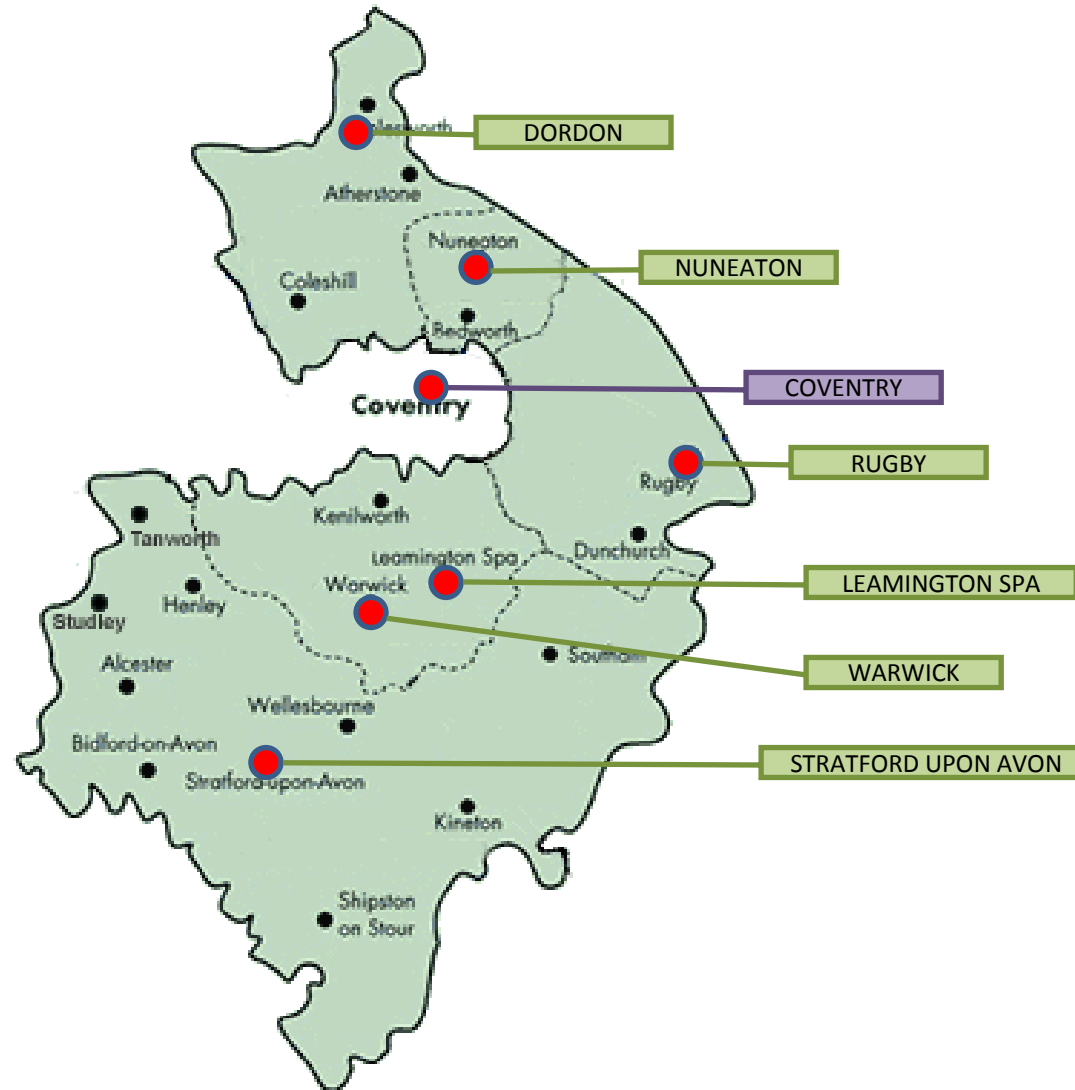 DORDON
Atherstone
Nuneaton
NUNEATON
Coleshill
Bedworth
COVENTRY
Coventry
RUGBY
Rugby
Kenilworth
Tanworth
Dunchurch
Leamington Spa
LEAMINGTON SPA
Warwick
Henley
Studley
WARWICK
Alcester
Wellesbourne
Bidford-on-Avon
STRATFORD UPON AVON
Stratford-upon-Avon
Kineton
Shipston
on Stour